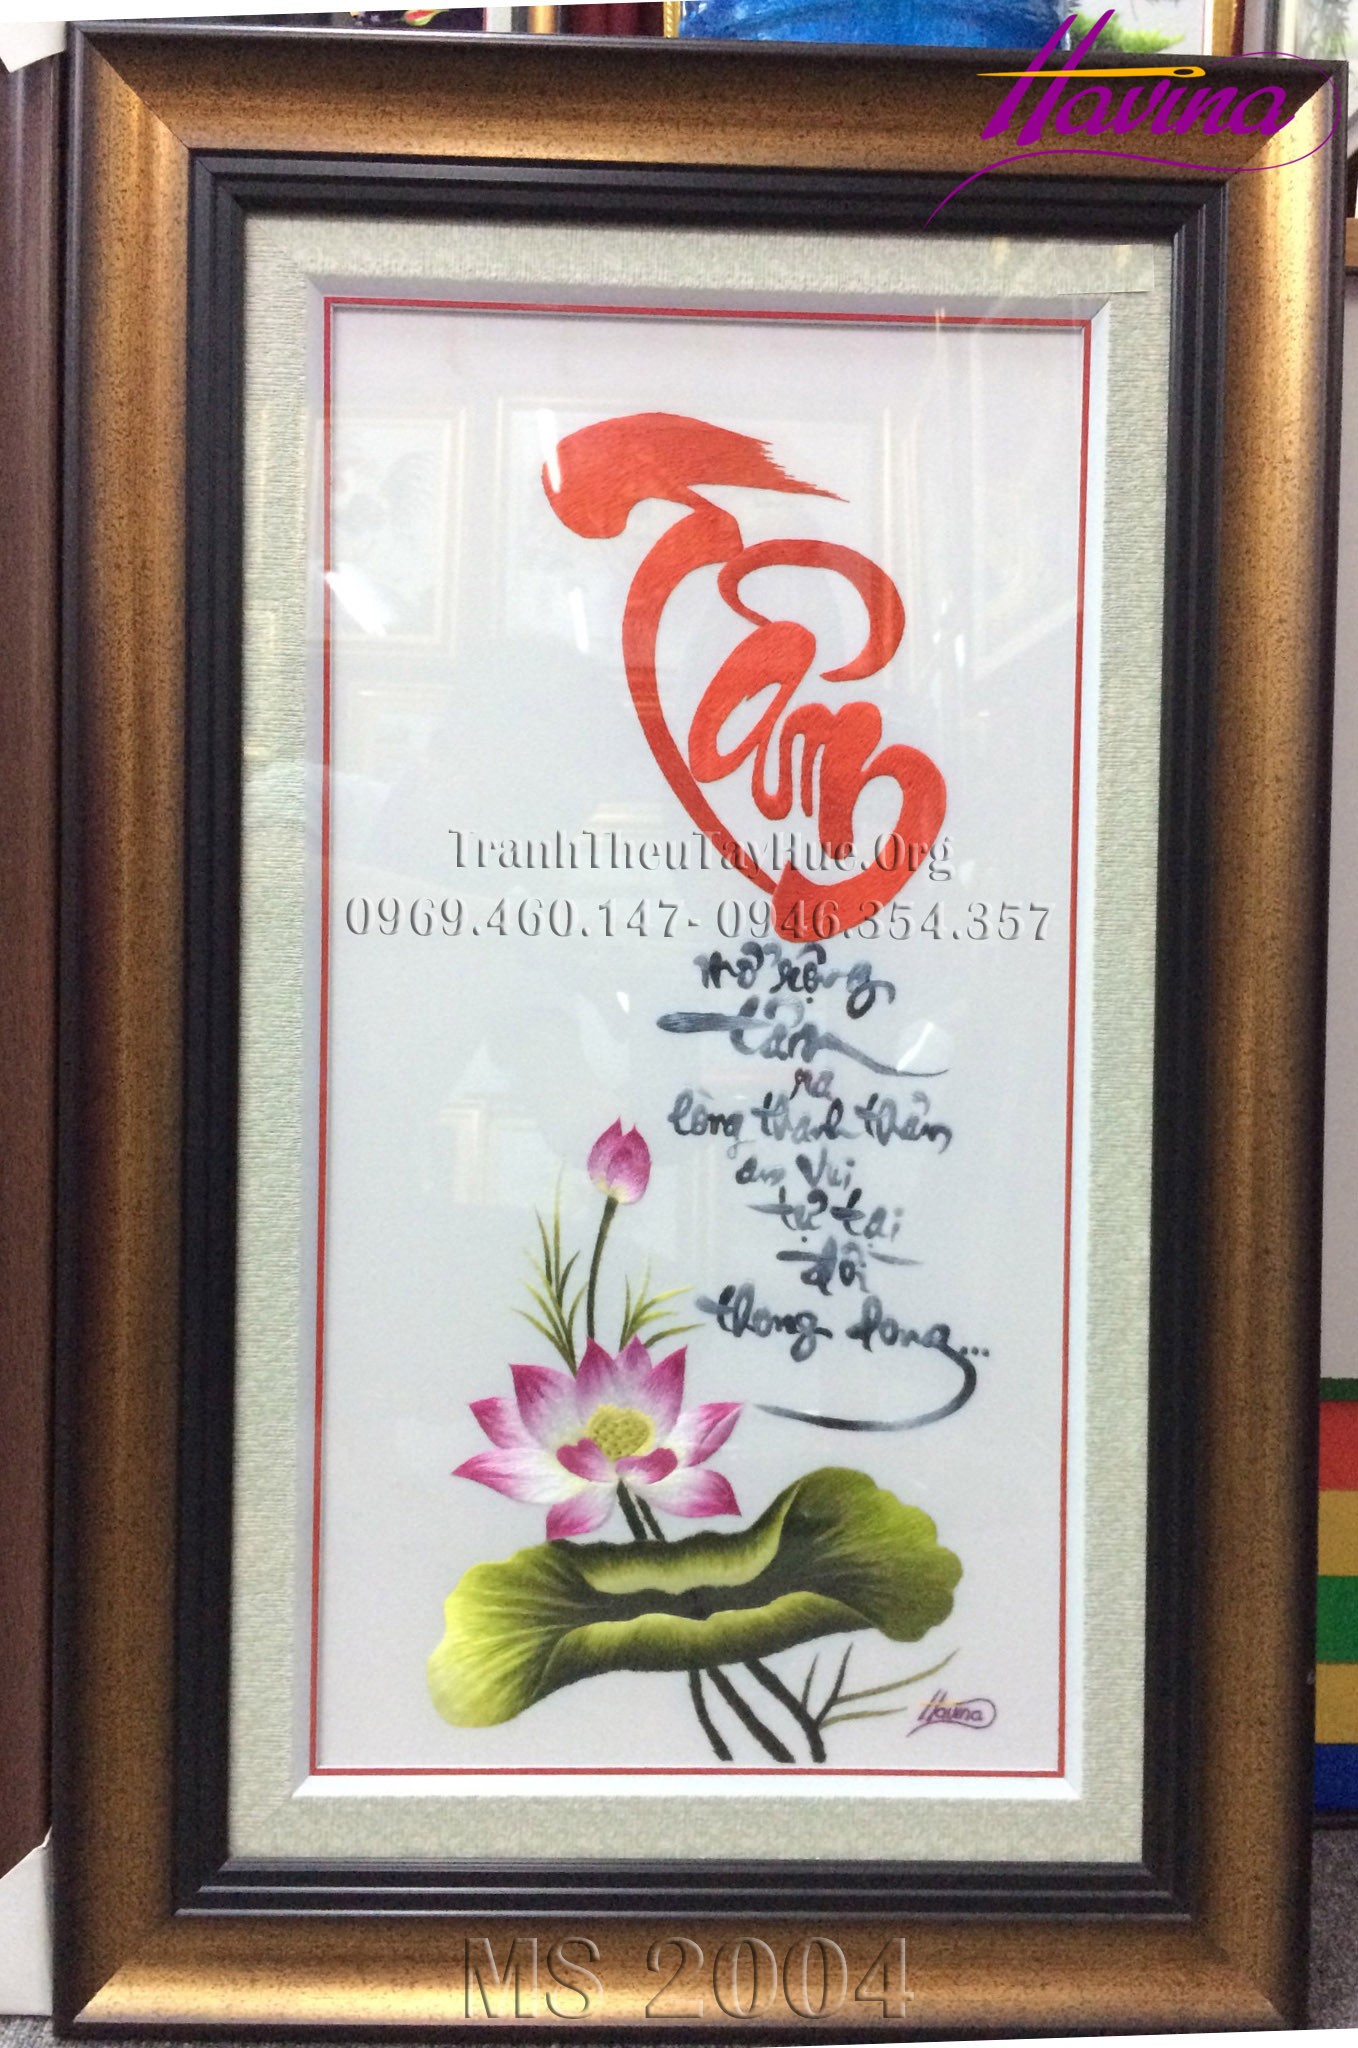 Havina
Tâm
TranhTheuTayHue.Org
0969.460.147- 0946.354.357
mở rộng
tâm
ra
lòng thanh thản
an vui
tự tại
đời
thong dong...
Havina
MS 2004